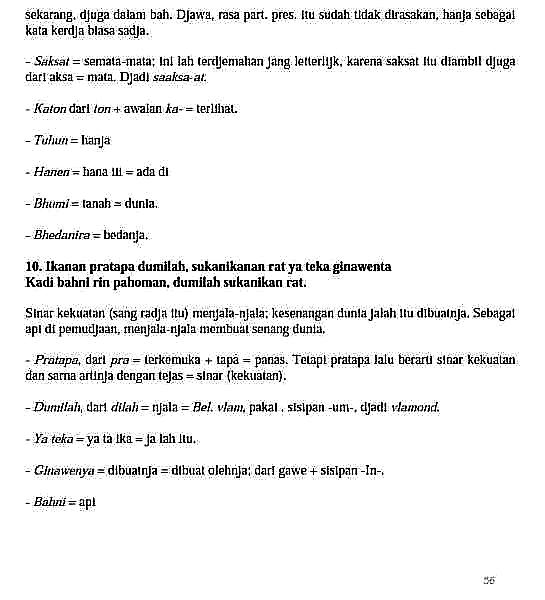 sekarang, djuga dalam bah. Djawa, rasa part. pres. itu sudah tidak dirasakan, hanja sebagai
kata kerdja biasa sadja.
- Saksat = semata-mata; ini lah terdjemahan jang letterlijk, karena saksat itu diambil djuga
dari aksa = mata. Djadi saaksa-at.
- Katon dari ton + awalan ka- = terlihat.
- Tuhun = hanja
- Hanen = hana iii = ada di
- Bhumi = tanah = dunia.
- Bhedanira = bedanja.
10. Ikanan pratapa dumilah, sukanikanan rat ya teka ginawenta
Kadi bahni rin pahoman, dumilah sukanikan rat.
Sinar kekuatan (sang radja itu) menjala-njala; kesenangan dunia jalah itu dibuatnja. Sebagai
api di pemudjaan, menjala-njala membuat senang dunia.
- Pratapa, dari pra = terkemuka + tapa = panas. Tetapi pratapa lalu berarti sinar kekuatan
dan sama artinja dengan tejas = sinar (kekuatan).
- Dumilah, dari dilah = njala = Bel. vlam, pakai , sisipan -um-, djadi vlamond.
- Ya teka = ya ta ika = ja lah itu.
- Ginawenya = dibuatnja = dibuat olehnja; dari gawe + sisipan -In-.
- Bahni = api
56